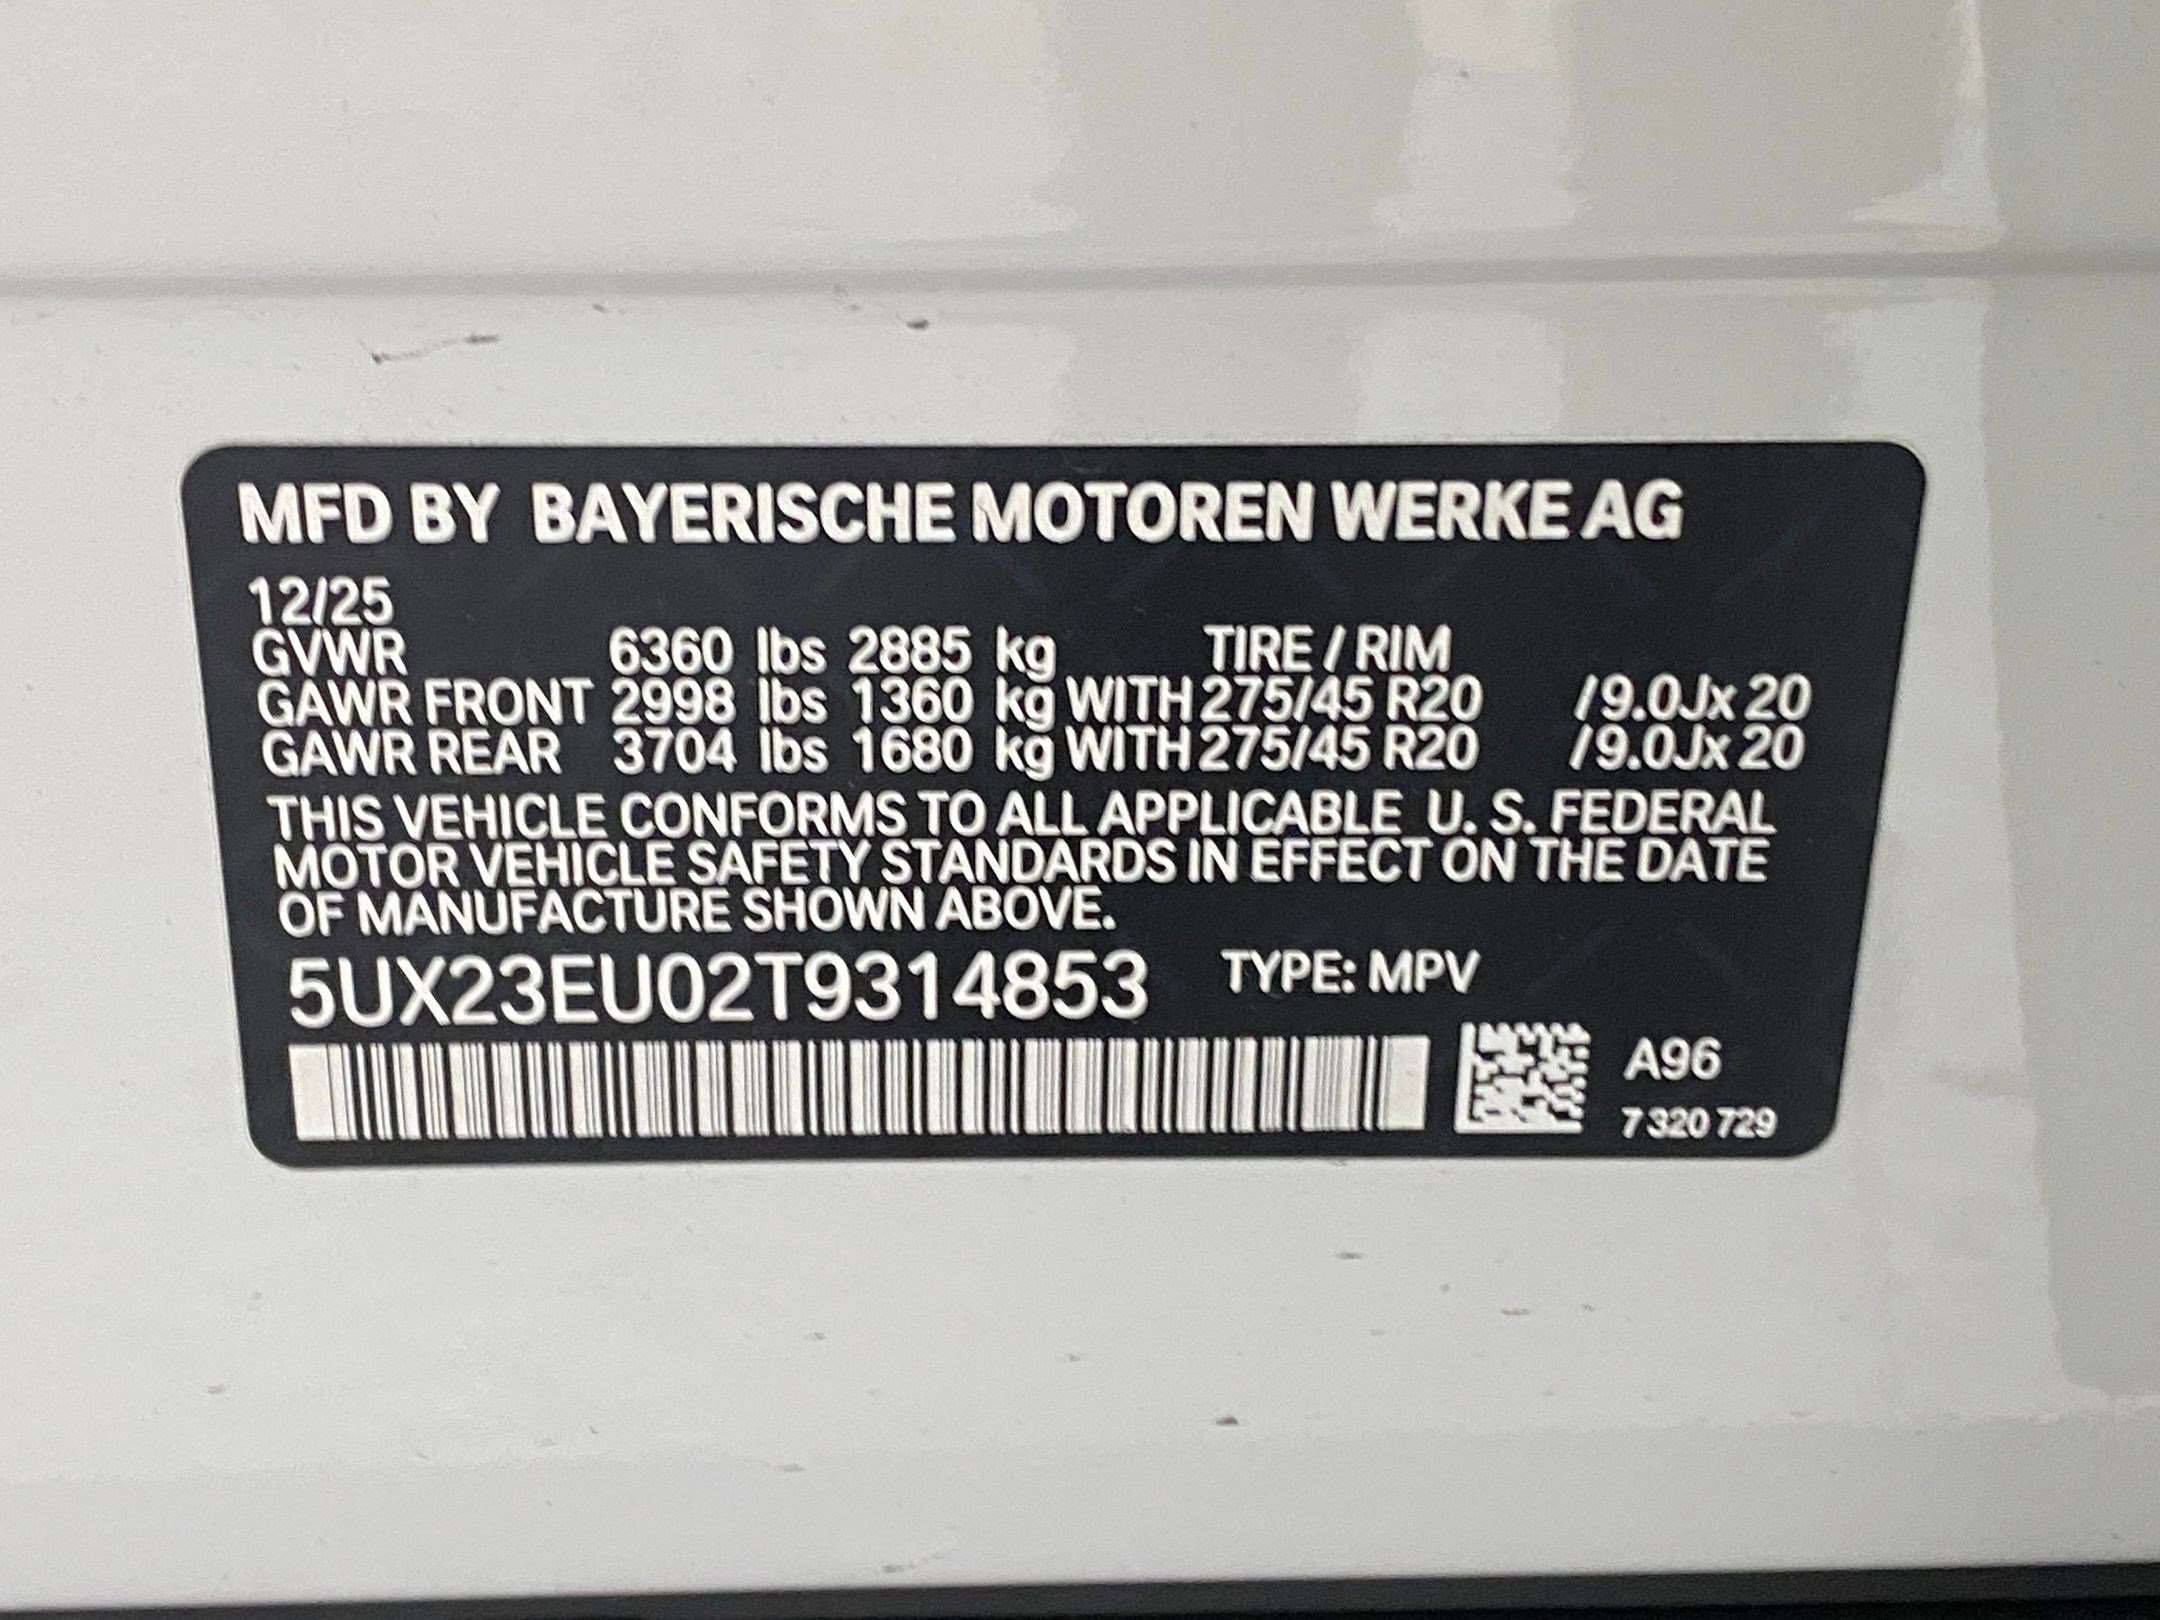 MFD BY BAYERISCHE MOTOREN WERKE AG
12/25
GVWR 6360 lbs 2885 kg TIRE / RIM
GAWR FRONT 2998 lbs 1360 kg WITH 275/45 R20 /9.0Jx 20
GAWR REAR 3704 lbs 1680 kg WITH 275/45 R20 /9.0Jx 20
THIS VEHICLE CONFORMS TO ALL APPLICABLE U. S. FEDERAL
MOTOR VEHICLE SAFETY STANDARDS IN EFFECT ON THE DATE
OF MANUFACTURE SHOWN ABOVE.
5UX23EU02T9314853 TYPE: MPV
A96
7 320 729